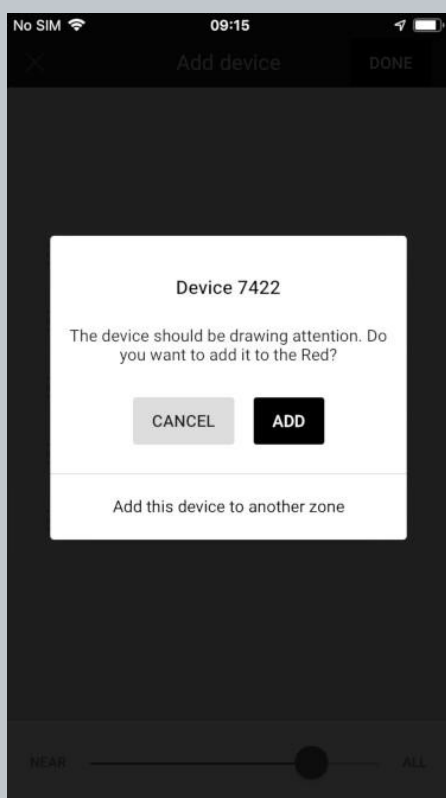 No SIM 09:15
Add device DONE
Device 7422
The device should be drawing attention. Do
you want to add it to the Red?
CANCEL ADD
Add this device to another zone
NEAR ALL